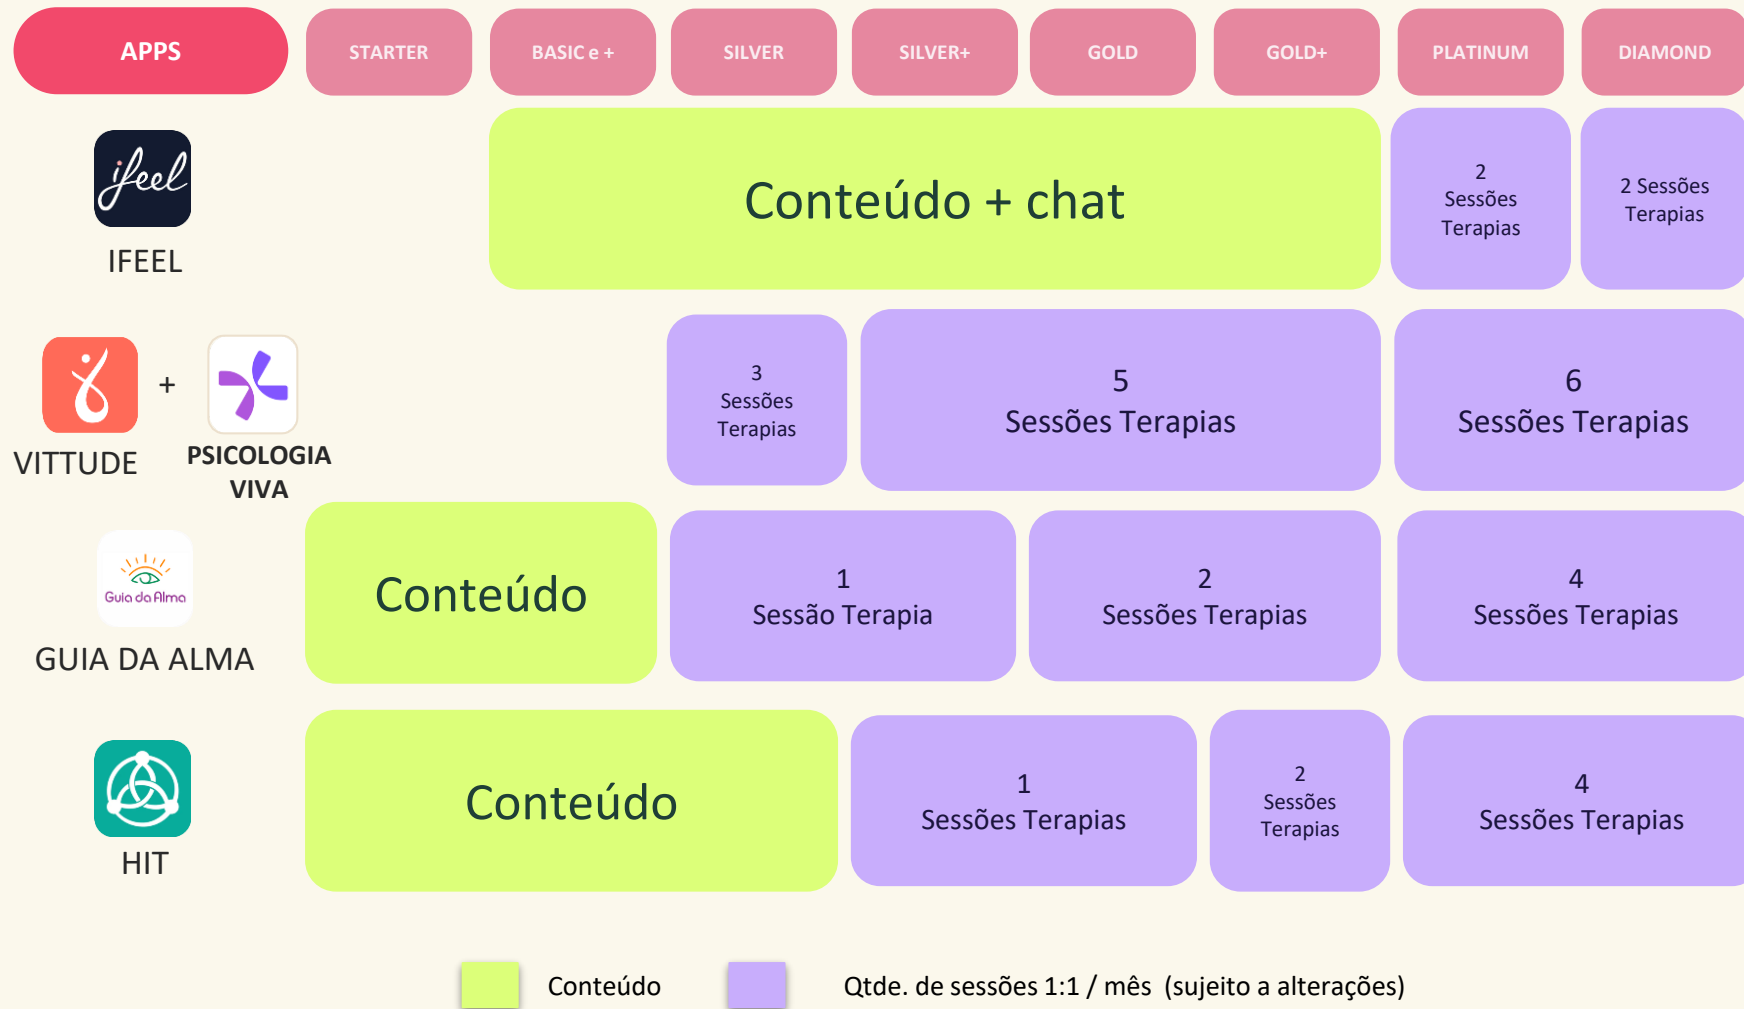 APPS
STARTER
BASIC e +
SILVER
SILVER+
GOLD
GOLD+
PLATINUM
DIAMOND
ifeel
IFEEL
Conteúdo + chat
2
Sessões
Terapias
2 Sessões
Terapias
+
VITTUDE
PSICOLOGIA
VIVA
3
Sessões
Terapias
5
Sessões Terapias
6
Sessões Terapias
Guia da Alma
GUIA DA ALMA
Conteúdo
1
Sessão Terapia
2
Sessões Terapias
4
Sessões Terapias
HIT
Conteúdo
1
Sessões Terapias
2
Sessões
Terapias
4
Sessões Terapias
Conteúdo
Qtde. de sessões 1:1 / mês (sujeito a alterações)